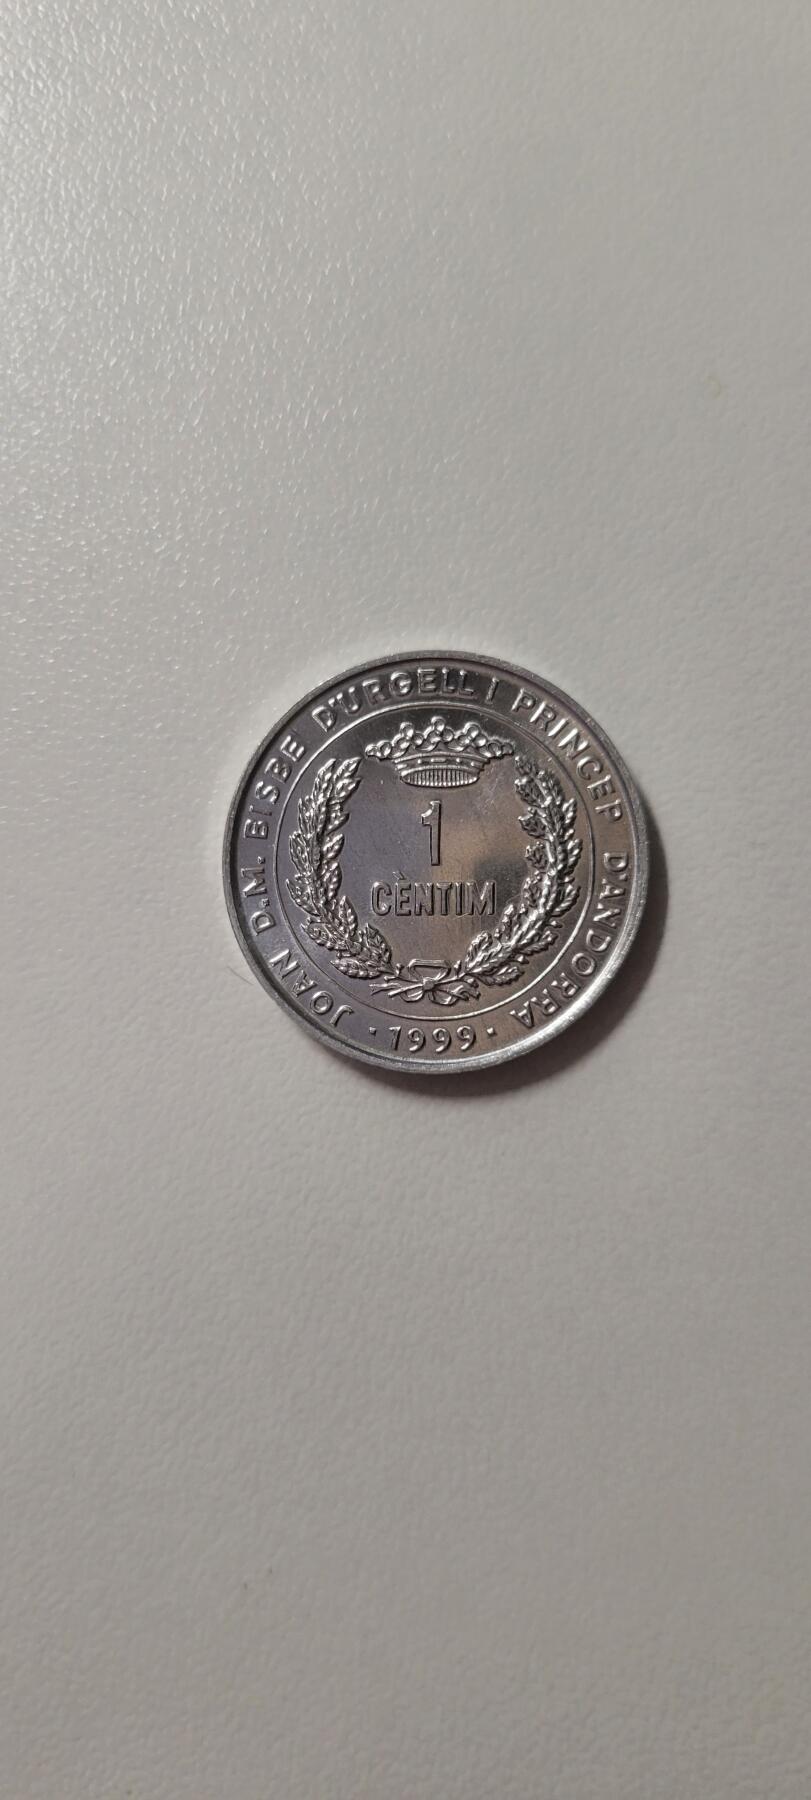 JOAN D.M. BISBE D'URGELL I PRINCEP D'ANDORRA
1
CÈNTIM
· 1999 ·